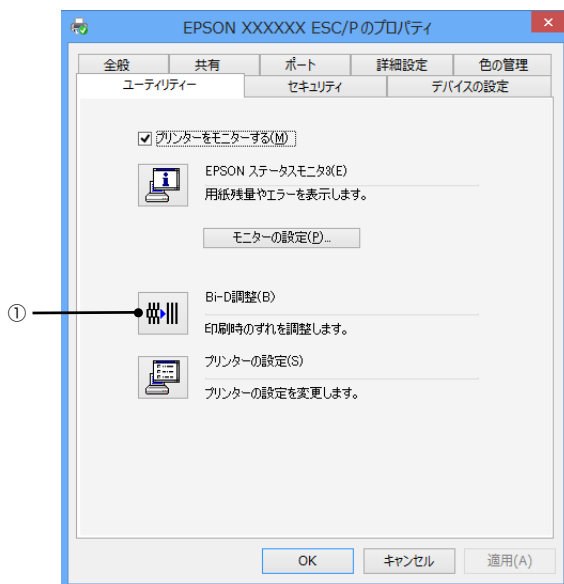 EPSON XXXXXX ESC/P のプロパティ
全般 共有 ポート 詳細設定 色の管理
ユーティリティー セキュリティ デバイスの設定
プリンターをモニターする(M)
EPSON ステータスモニタ3(E)
用紙残量やエラーを表示します。
モニターの設定(P)...
①
Bi-D調整(B)
印刷時のずれを調整します。
プリンターの設定(S)
プリンターの設定を変更します。
OK キャンセル 適用(A)